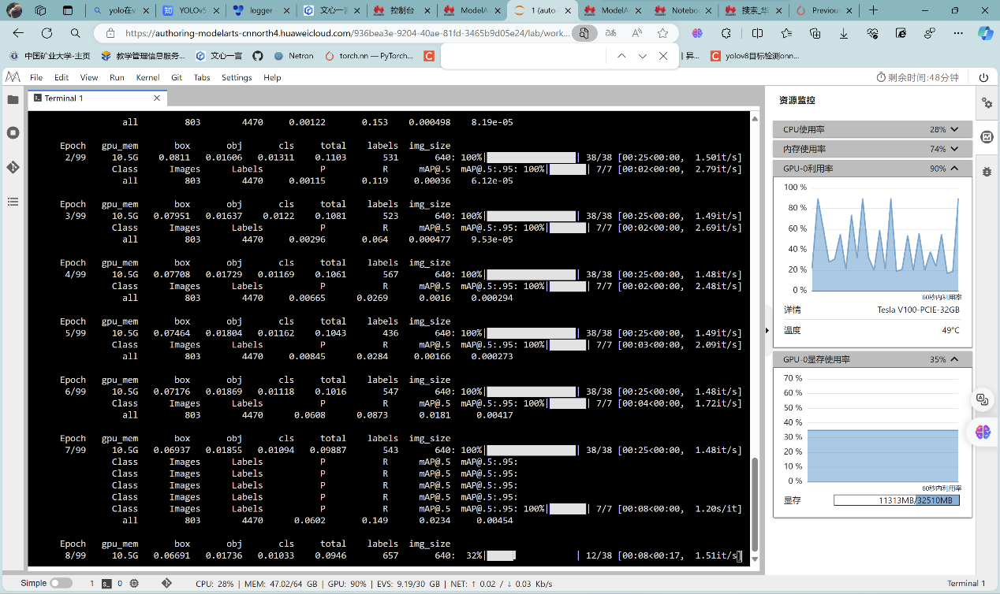 yolo在v
知 YOLOv5
logger
文心一言
控制台
ModelA
1 (auto-
ModelA
Notebo
搜索_华
Previou
https://authoring-modelarts-cnnorth4.huaweicloud.com/936bea3e-9204-40ae-81fd-3465b9d05e24/lab/work...
中国矿业大学-主页
教学管理信息服务...
文心一言
Netron
torch.nn — PyTorch...
C
昇...
C yolov8目标检测onn...
File Edit View Run Kernel Git Tabs Settings Help
剩余时间:48分钟
Terminal 1
all 803 4470 0.00122 0.153 0.000498 8.19e-05
Epoch gpu_mem box obj cls total labels img_size
2/99 10.5G 0.0811 0.01606 0.01311 0.1103 531 640: 100%| | 38/38 [00:25<00:00, 1.50it/s]
Class Images Labels P R mAP@.5 mAP@.5:.95: 100%| | 7/7 [00:02<00:00, 2.79it/s]
all 803 4470 0.00115 0.119 0.00036 6.12e-05
Epoch gpu_mem box obj cls total labels img_size
3/99 10.5G 0.07951 0.01637 0.0122 0.1081 523 640: 100%| | 38/38 [00:25<00:00, 1.49it/s]
Class Images Labels P R mAP@.5 mAP@.5:.95: 100%| | 7/7 [00:02<00:00, 2.69it/s]
all 803 4470 0.00296 0.064 0.000477 9.53e-05
Epoch gpu_mem box obj cls total labels img_size
4/99 10.5G 0.07708 0.01729 0.01169 0.1061 567 640: 100%| | 38/38 [00:25<00:00, 1.48it/s]
Class Images Labels P R mAP@.5 mAP@.5:.95: 100%| | 7/7 [00:02<00:00, 2.48it/s]
all 803 4470 0.00665 0.0269 0.0016 0.000294
Epoch gpu_mem box obj cls total labels img_size
5/99 10.5G 0.07464 0.01804 0.01162 0.1043 436 640: 100%| | 38/38 [00:25<00:00, 1.49it/s]
Class Images Labels P R mAP@.5 mAP@.5:.95: 100%| | 7/7 [00:03<00:00, 2.09it/s]
all 803 4470 0.00845 0.0284 0.00166 0.000273
Epoch gpu_mem box obj cls total labels img_size
6/99 10.5G 0.07176 0.01869 0.01118 0.1016 547 640: 100%| | 38/38 [00:25<00:00, 1.48it/s]
Class Images Labels P R mAP@.5 mAP@.5:.95: 100%| | 7/7 [00:04<00:00, 1.72it/s]
all 803 4470 0.0608 0.0873 0.0181 0.00417
Epoch gpu_mem box obj cls total labels img_size
7/99 10.5G 0.06937 0.01855 0.01094 0.09887 543 640: 100%| | 38/38 [00:25<00:00, 1.48it/s]
Class Images Labels P R mAP@.5 mAP@.5:.95:
Class Images Labels P R mAP@.5 mAP@.5:.95:
Class Images Labels P R mAP@.5 mAP@.5:.95:
Class Images Labels P R mAP@.5 mAP@.5:.95:
Class Images Labels P R mAP@.5 mAP@.5:.95: 100%| | 7/7 [00:08<00:00, 1.20s/it]
all 803 4470 0.0602 0.149 0.0234 0.00454
Epoch gpu_mem box obj cls total labels img_size
8/99 10.5G 0.06691 0.01736 0.01033 0.0946 657 640: 32%| | 12/38 [00:08<00:17, 1.51it/s]
资源监控
CPU使用率 28%
内存使用率 74%
GPU-0利用率 90%
100 %
80 %
60 %
40 %
20 %
0 %
60秒内利用率
详情 Tesla V100-PCIE-32GB
温度 49°C
GPU-0显存使用率 35%
70 %
60 %
50 %
40 %
30 %
20 %
10 %
0 %
60秒内利用率
显存 11313MB/32510MB
Simple 1 0 CPU: 28% | MEM: 47.02/64 GB | GPU: 90% | EVS: 9.19/30 GB | NET: ↑ 0.02 / ↓ 0.03 Kb/s Terminal 1